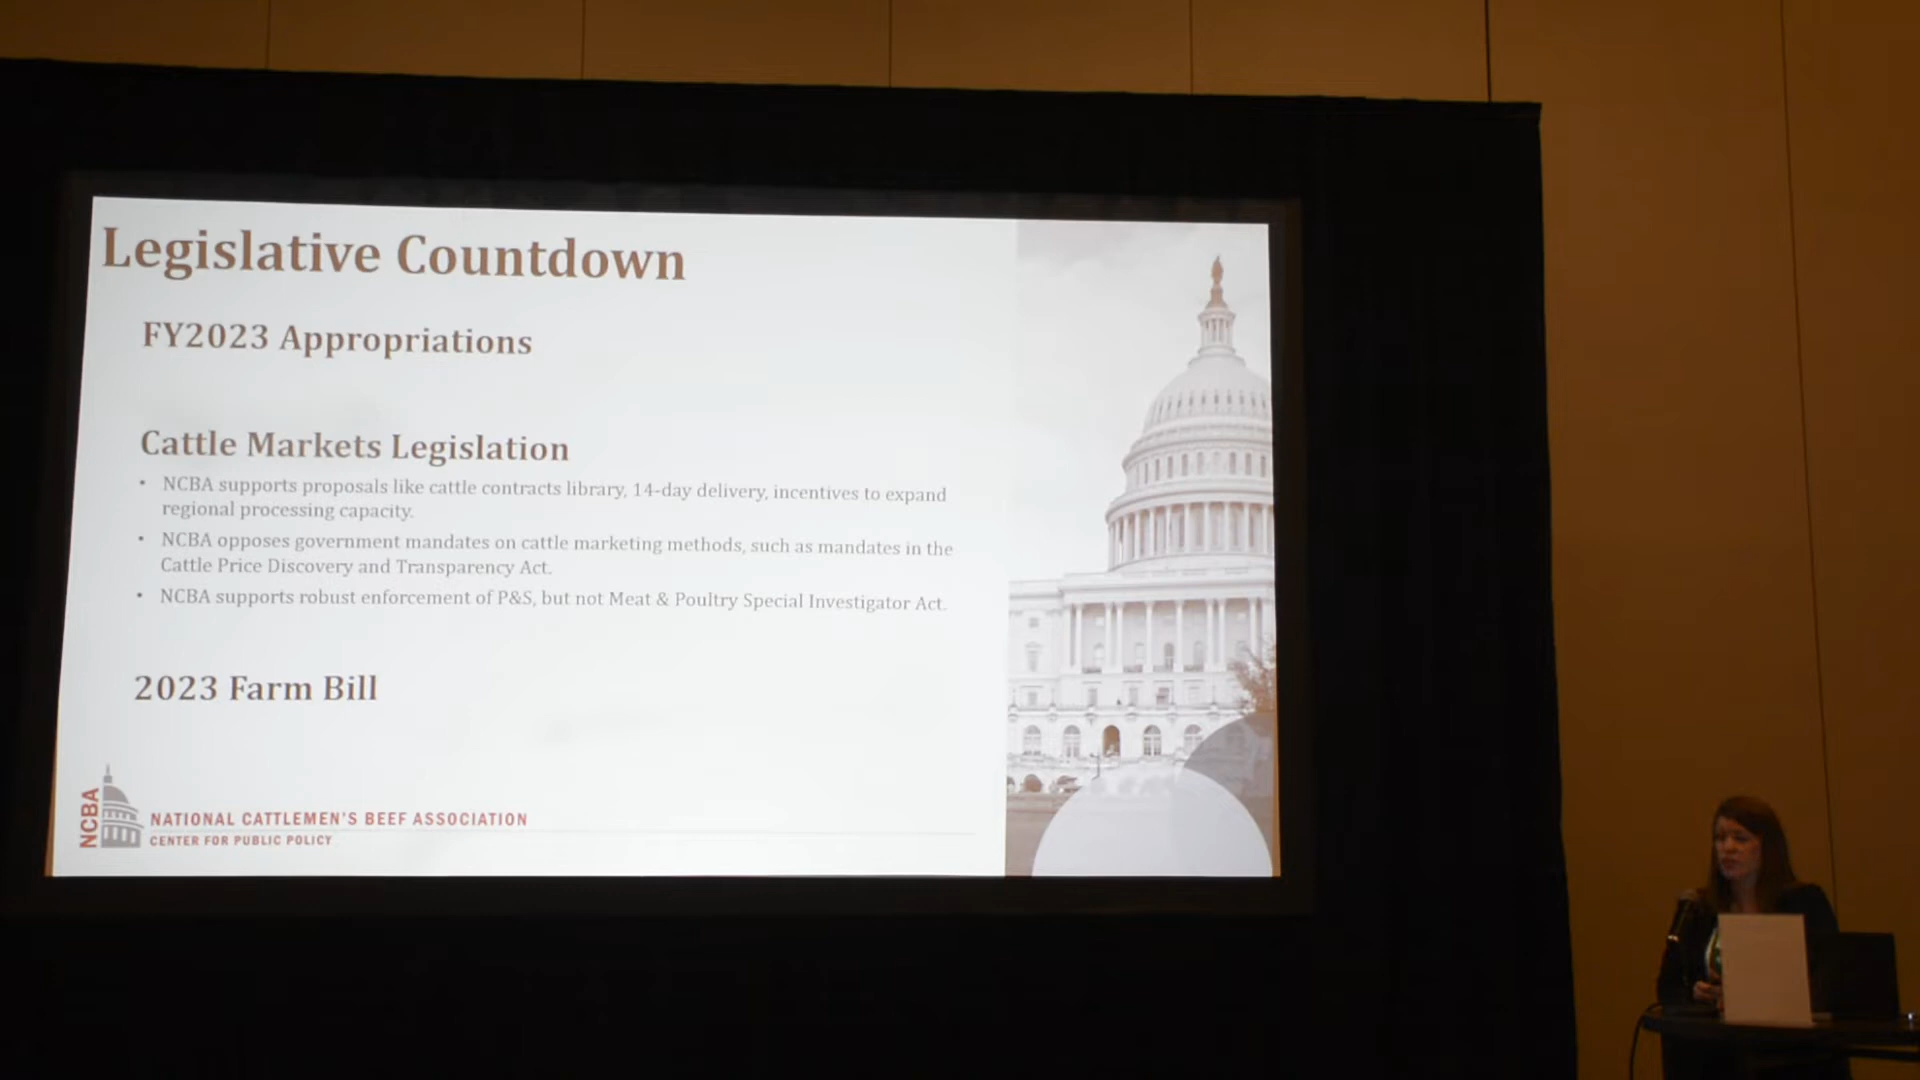 Legislative Countdown
FY2023 Appropriations
Cattle Markets Legislation
• NCBA supports proposals like cattle contracts library, 14-day delivery, incentives to expand
regional processing capacity.
• NCBA opposes government mandates on cattle marketing methods, such as mandates in the
Cattle Price Discovery and Transparency Act.
• NCBA supports robust enforcement of P&S, but not Meat & Poultry Special Investigator Act.
2023 Farm Bill
NCBA
NATIONAL CATTLEMEN'S BEEF ASSOCIATION
CENTER FOR PUBLIC POLICY